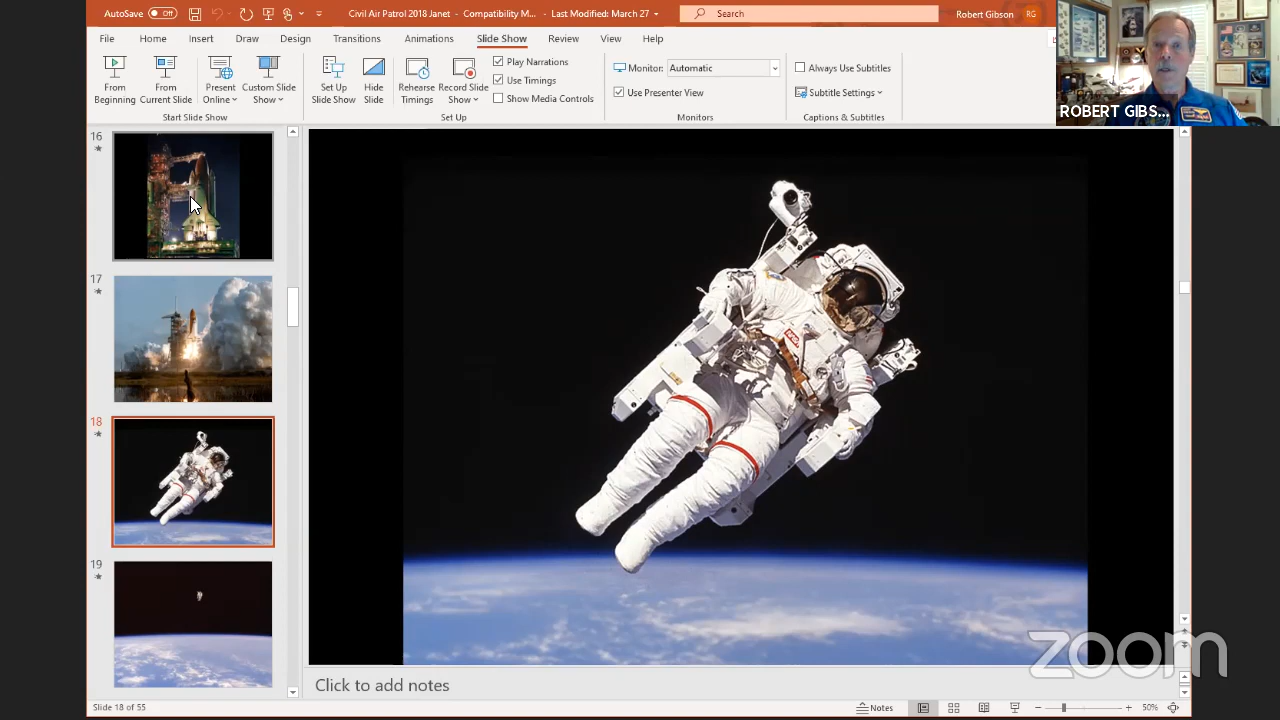 AutoSave Off
Civil Air Patrol 2018 Janet - Compatibility M... - Last Modified: March 27
Search
Robert Gibson RG
File Home Insert Draw Design Transitions Animations Slide Show Review View Help
From Beginning
From Current Slide
Present Online
Custom Slide Show
Start Slide Show
Set Up Slide Show
Hide Slide
Rehearse Timings
Record Slide Show
Play Narrations
Use Timings
Show Media Controls
Set Up
Monitor: Automatic
Use Presenter View
Monitors
Always Use Subtitles
Subtitle Settings
Captions & Subtitles
ROBERT GIBS...
16
17
18
19
Click to add notes
zoom
Slide 18 of 55
Notes
50%